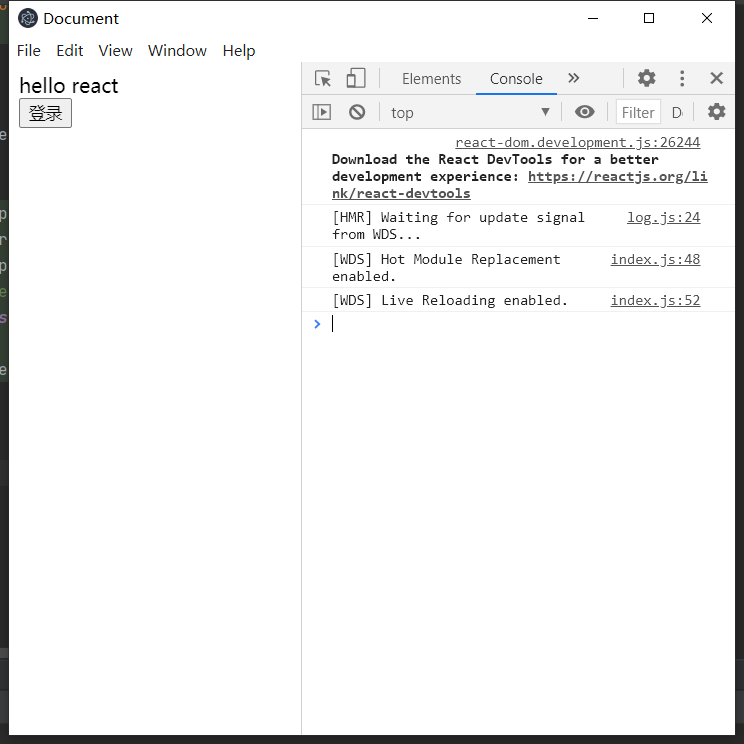 Document
File Edit View Window Help
hello react
登录
Elements Console
top Filter
react-dom.development.js:26244
Download the React DevTools for a better
development experience: https://reactjs.org/li
nk/react-devtools
[HMR] Waiting for update signal log.js:24
from WDS...
[WDS] Hot Module Replacement index.js:48
enabled.
[WDS] Live Reloading enabled. index.js:52